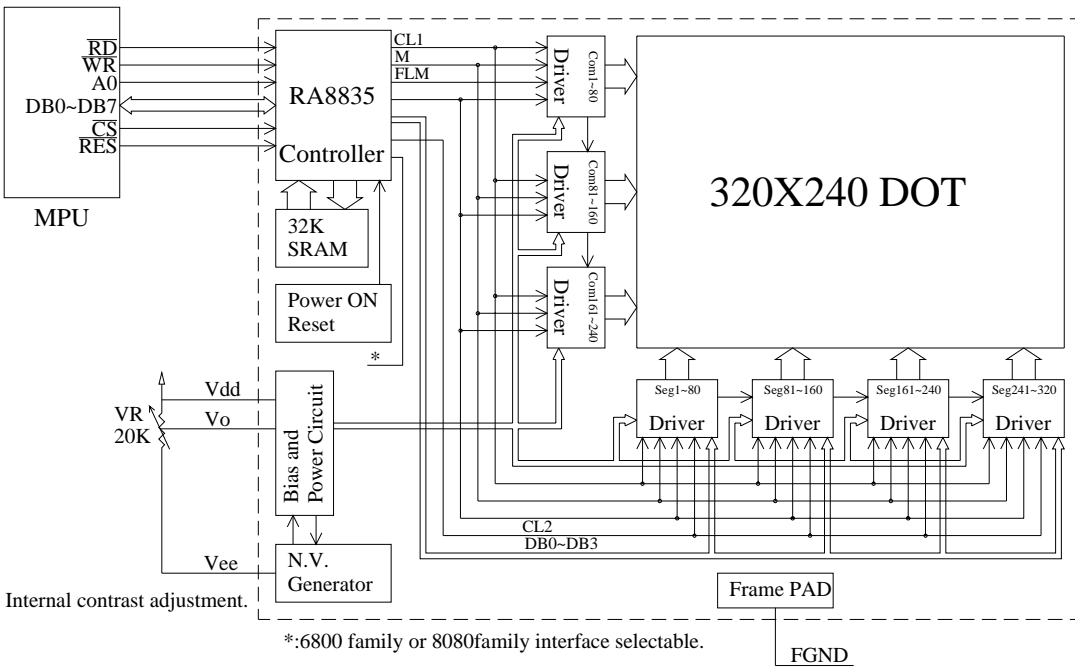 RD
WR
A0
DB0~DB7
CS
RES
MPU
RA8835
Controller
CL1
M
FLM
32K
SRAM
Power ON
Reset
*
Driver
Com1~80
Driver
Com81~160
Driver
Com161~240
320X240 DOT
Seg1~80
Driver
Seg81~160
Driver
Seg161~240
Driver
Seg241~320
Driver
Vdd
VR
20K
Vo
Bias and
Power Circuit
CL2
DB0~DB3
Vee
N.V.
Generator
Internal contrast adjustment.
Frame PAD
*:6800 family or 8080family interface selectable.
FGND